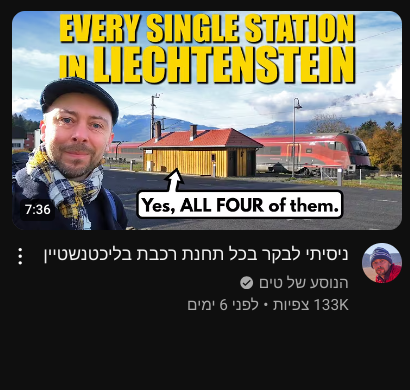 EVERY SINGLE STATION
IN LIECHTENSTEIN
Yes, ALL FOUR of them.
7:36
ניסיתי לבקר בכל תחנת רכבת בליכטנשטיין
הנוסע של טים
133K צפיות • לפני 6 ימים